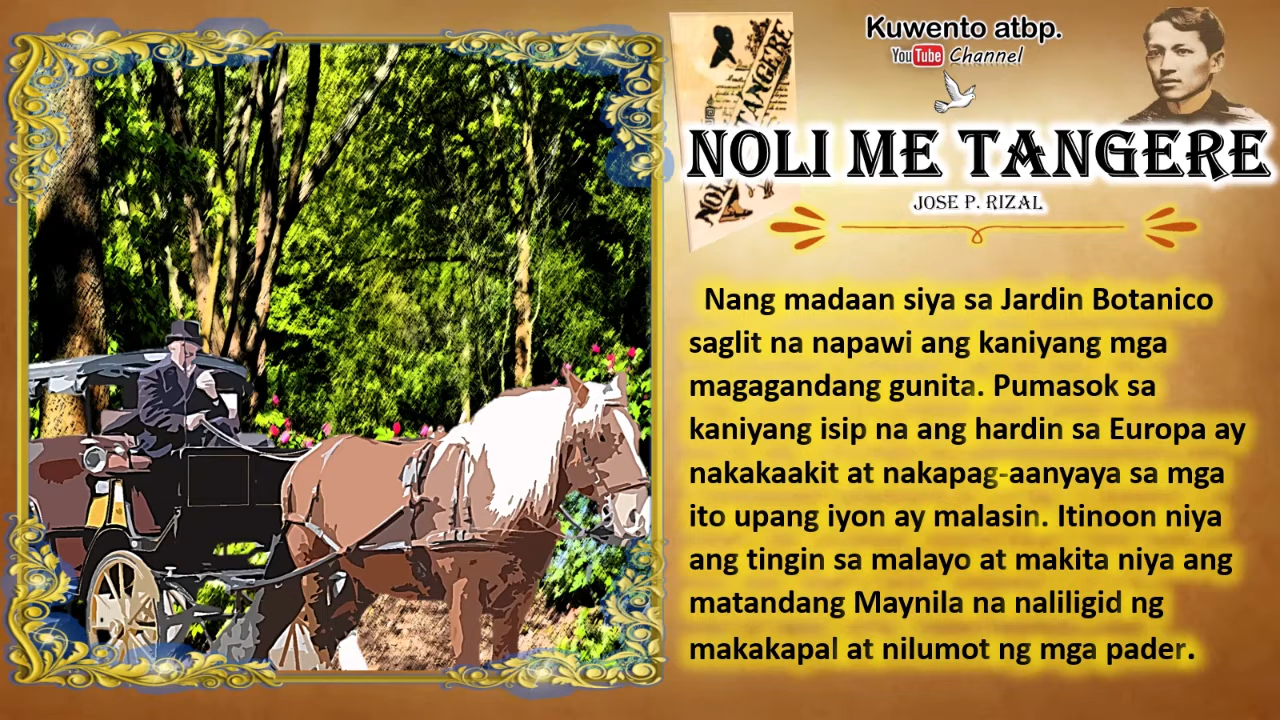 Kuwento atbp.
YouTube Channel
NOLI ME TANGERE
JOSE P. RIZAL
Nang madaan siya sa Jardin Botanico
saglit na napawi ang kaniyang mga
magagandang gunita. Pumasok sa
kaniyang isip na ang hardin sa Europa ay
nakakaakit at nakapag-aanyaya sa mga
ito upang iyon ay malasin. Itinoon niya
ang tingin sa malayo at makita niya ang
matandang Maynila na naliligid ng
makakapal at nilumot ng mga pader.